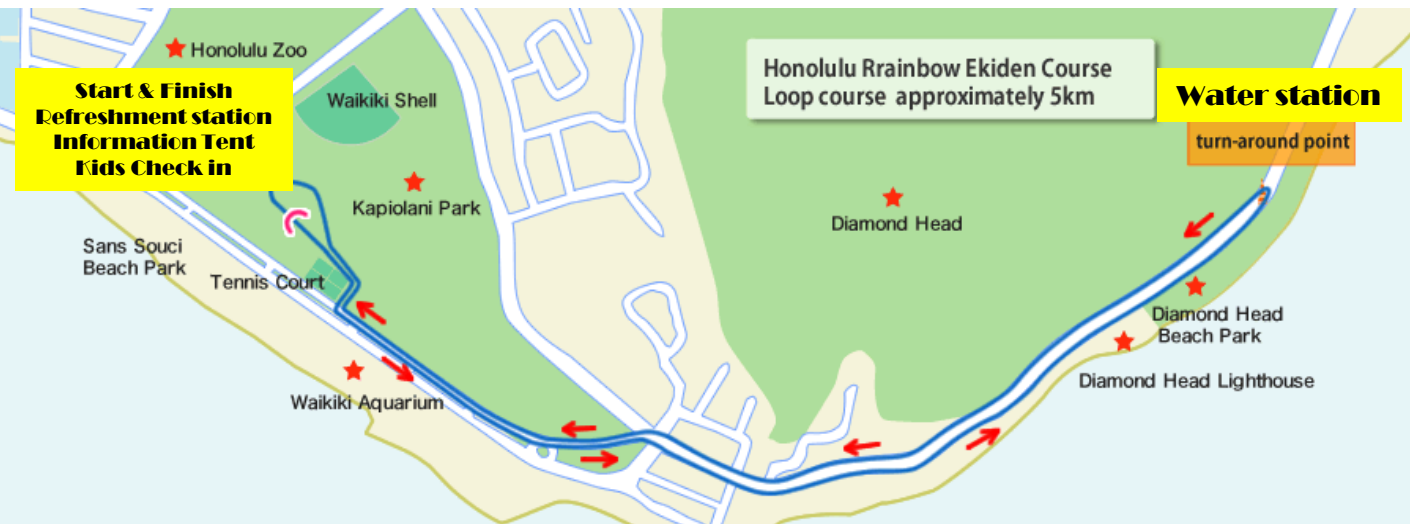 Honolulu Zoo
Start & Finish
Refreshment station
Information Tent
Kids Check in
Waikiki Shell
Honolulu Rrainbow Ekiden Course
Loop course approximately 5km
Water station
turn-around point
Kapiolani Park
Diamond Head
Sans Souci
Beach Park
Tennis Court
Diamond Head
Beach Park
Waikiki Aquarium
Diamond Head Lighthouse